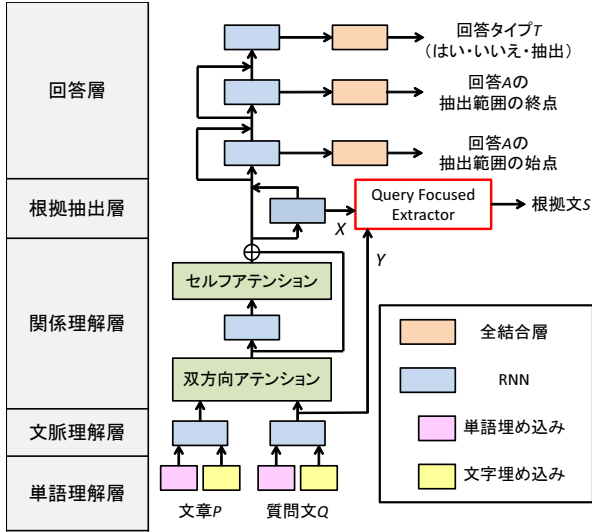 回答層
根拠抽出層
関係理解層
文脈理解層
単語理解層
回答タイプT
(はい・いいえ・抽出)
回答Aの
抽出範囲の終点
回答Aの
抽出範囲の始点
Query Focused
Extractor
根拠文S
X
Y
セルフアテンション
双方向アテンション
文章P
質問文Q
全結合層
RNN
単語埋め込み
文字埋め込み